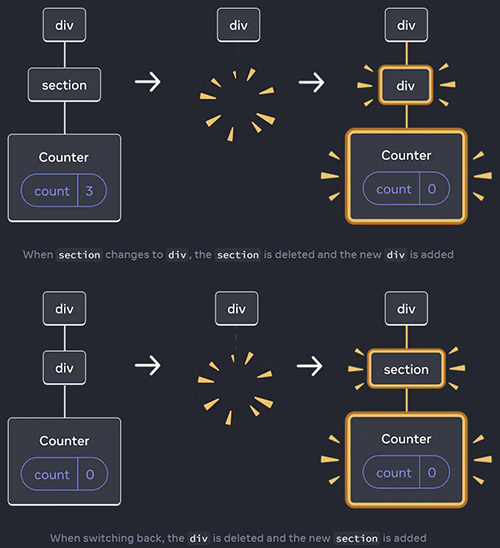 div div div
section div
Counter Counter
count 3 count 0
When section changes to div, the section is deleted and the new div is added
div div div
div section
Counter Counter
count 0 count 0
When switching back, the div is deleted and the new section is added